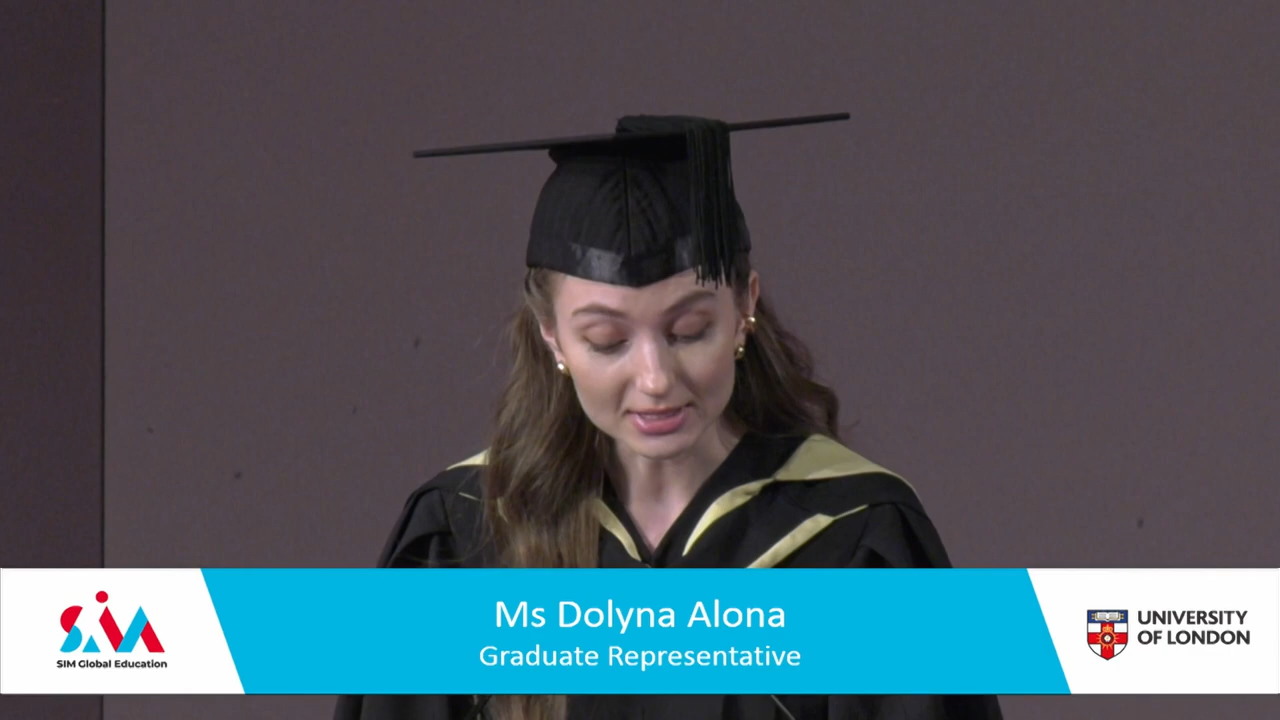 SIM Global Education
Ms Dolyna Alona
Graduate Representative
UNIVERSITY
OF LONDON